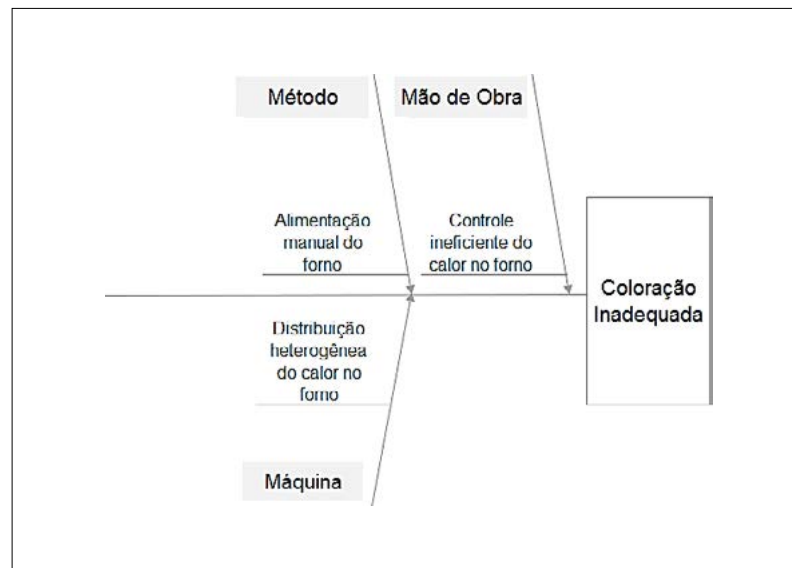 Método
Mão de Obra
Alimentação
manual do
forno
Controle
ineficiente do
calor no forno
Coloração
Inadequada
Distribuição
heterogênea
do calor no
forno
Máquina